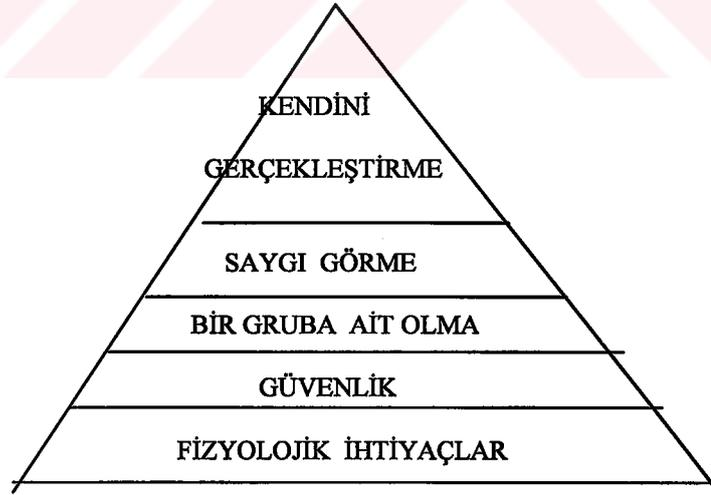 KENDİNİ
GERÇEKLEŞTİRME
SAYGI GÖRME
BİR GRUBA AİT OLMA
GÜVENLİK
FİZYOLOJİK İHTİYAÇLAR